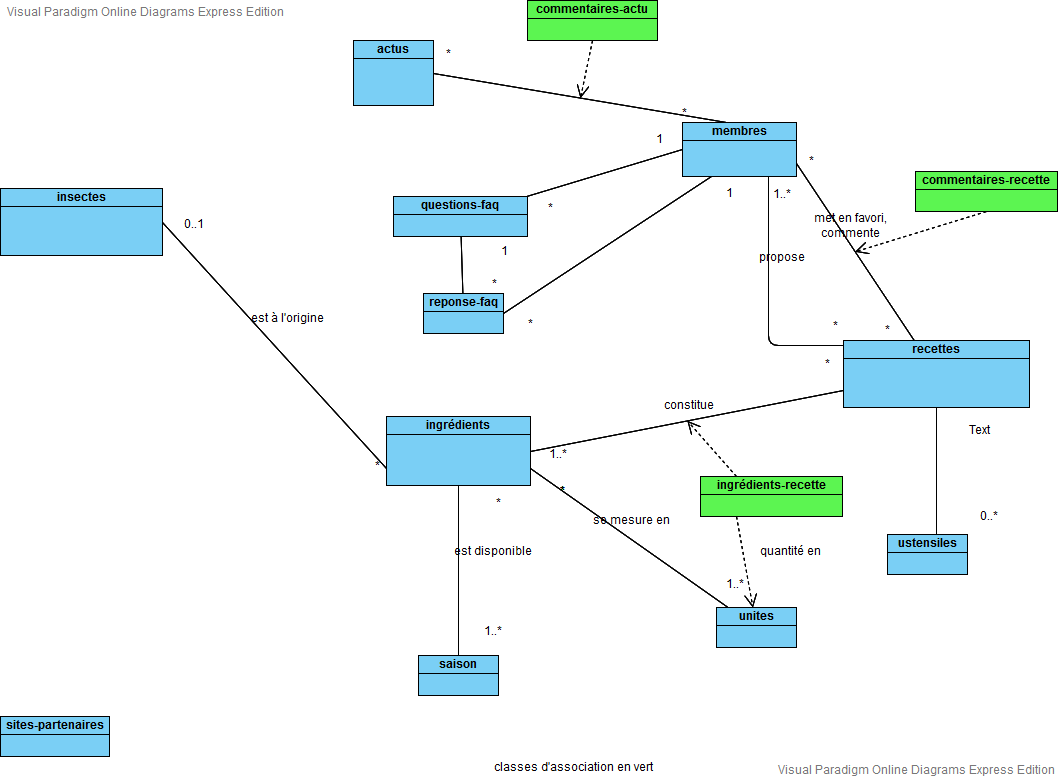 Visual Paradigm Online Diagrams Express Edition
commentaires-actu
actus
*
*
membres
1
*
1
1..*
*
commentaires-recette
insectes
0..1
questions-faq
*
met en favori,
commente
propose
1
*
reponse-faq
*
est à l'origine
*
*
recettes
*
constitue
ingrédients
1..*
Text
*
*
*
ingrédients-recette
se mesure en
0..*
est disponible
quantité en
ustensiles
1..*
unites
1..*
saison
sites-partenaires
classes d'association en vert
Visual Paradigm Online Diagrams Express Edition